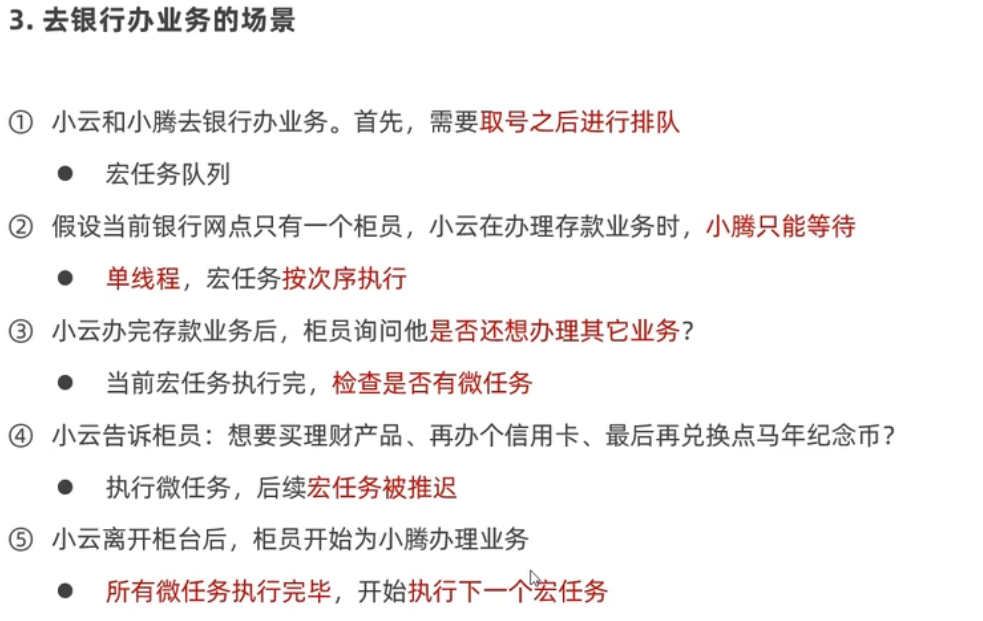 3. 去银行办业务的场景
① 小云和小腾去银行办业务。首先，需要取号之后进行排队
● 宏任务队列
② 假设当前银行网点只有一个柜员，小云在办理存款业务时，小腾只能等待
● 单线程，宏任务按次序执行
③ 小云办完存款业务后，柜员询问他是否还想办理其它业务？
● 当前宏任务执行完，检查是否有微任务
④ 小云告诉柜员：想要买理财产品、再办个信用卡、最后再兑换点马年纪念币？
● 执行微任务，后续宏任务被推迟
⑤ 小云离开柜台后，柜员开始为小腾办理业务
● 所有微任务执行完毕，开始执行下一个宏任务